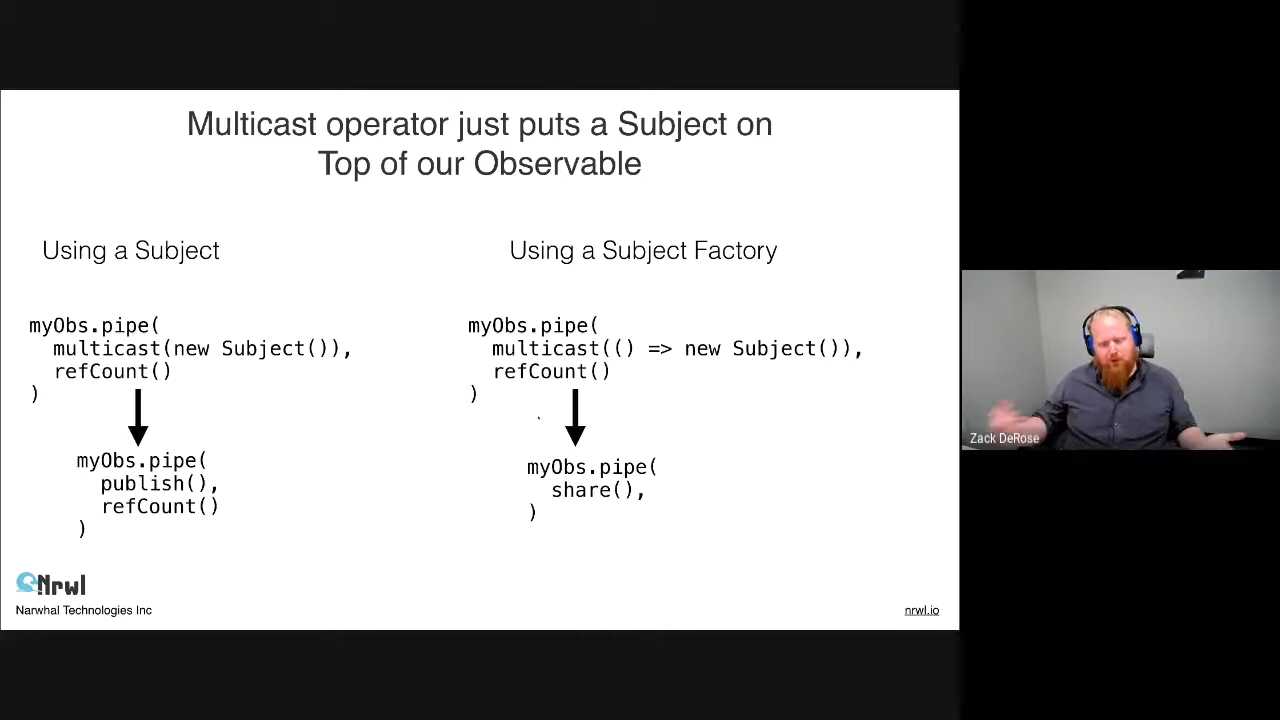 Multicast operator just puts a Subject on
Top of our Observable
Using a Subject
myObs.pipe(
  multicast(new Subject()),
  refCount()
)
myObs.pipe(
  publish(),
  refCount()
)
Using a Subject Factory
myObs.pipe(
  multicast(() => new Subject()),
  refCount()
)
myObs.pipe(
  share(),
)
Nrwl
Narwhal Technologies Inc
nrwl.io
Zack DeRose